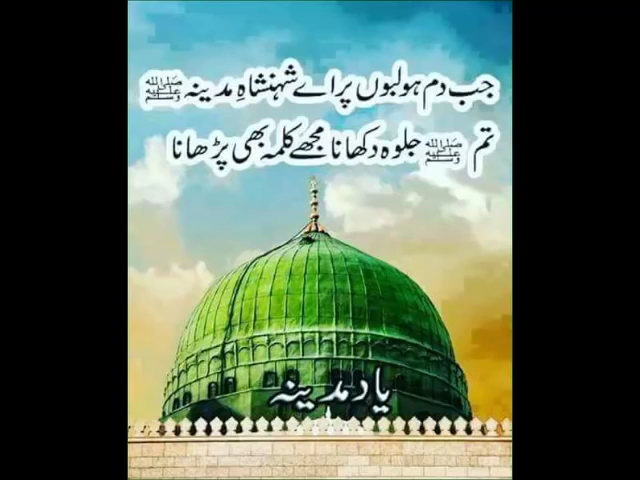 جب دم ہو لبوں پر اے شہنشاہِ مدینہ ﷺ
تم ﷺ جلوہ دکھانا مجھے کلمہ بھی پڑھانا
یاد مدینہ